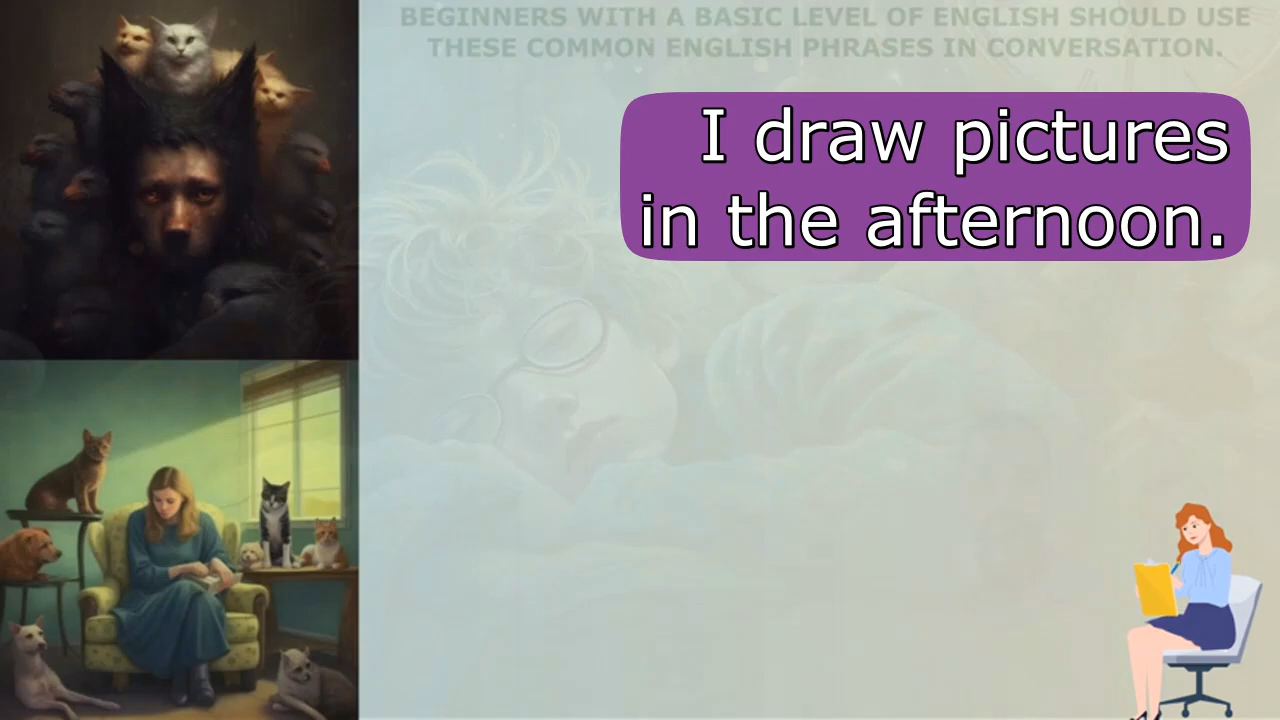 BEGINNERS WITH A BASIC LEVEL OF ENGLISH SHOULD USE
THESE COMMON ENGLISH PHRASES IN CONVERSATION.
I draw pictures
in the afternoon.